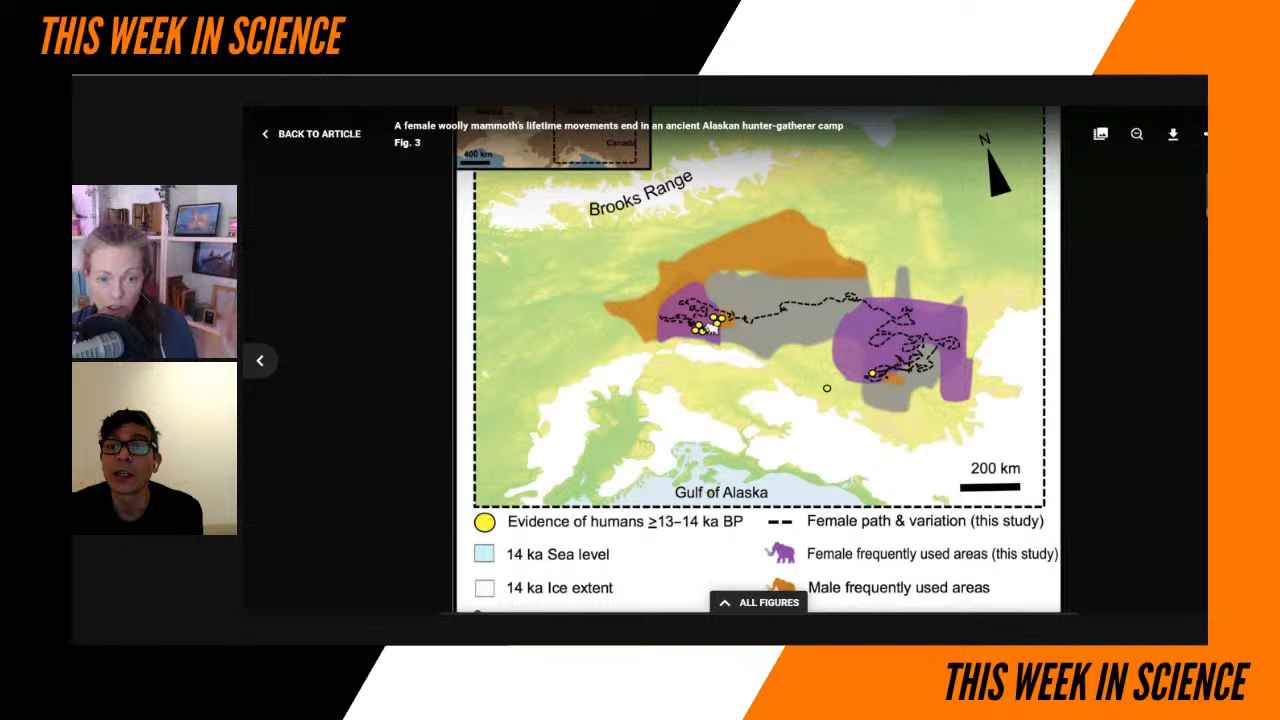 THIS WEEK IN SCIENCE
BACK TO ARTICLE
A female woolly mammoth's lifetime movements end in an ancient Alaskan hunter-gatherer camp
Fig. 3
Canada
400 km
N
Brooks Range
200 km
Gulf of Alaska
Evidence of humans ≥13–14 ka BP
Female path & variation (this study)
14 ka Sea level
Female frequently used areas (this study)
14 ka Ice extent
Male frequently used areas
ALL FIGURES
THIS WEEK IN SCIENCE